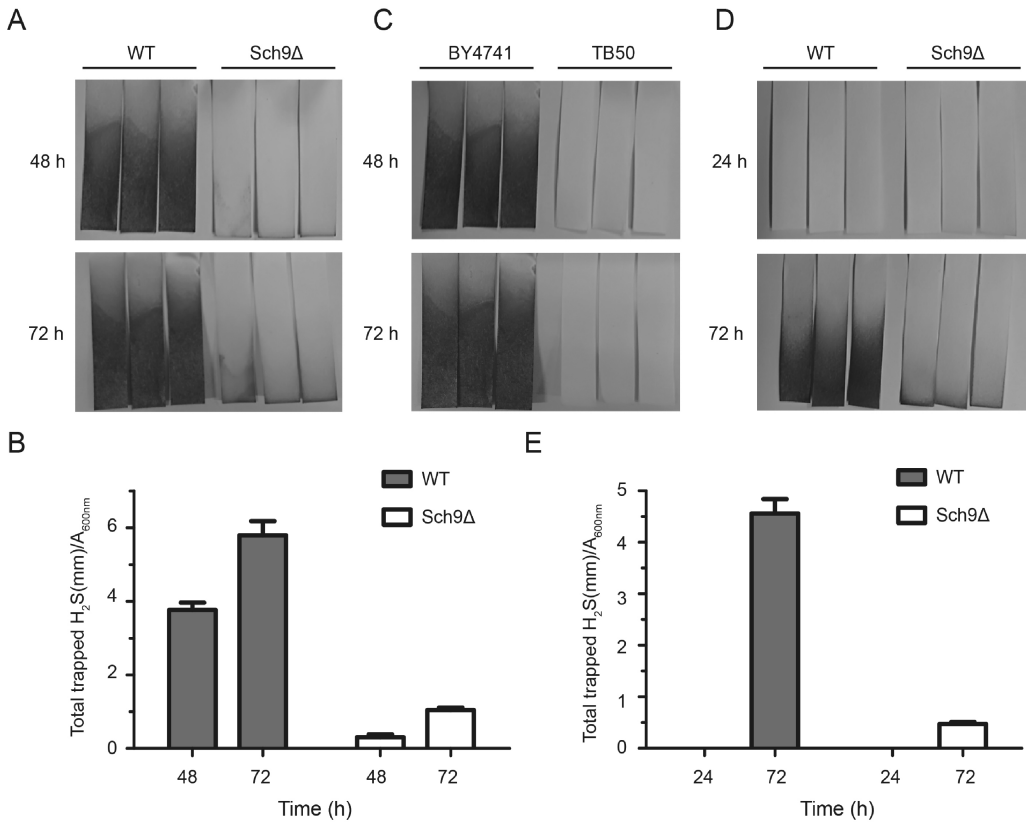 A
WT
Sch9Δ
48 h
72 h
C
BY4741
TB50
48 h
72 h
D
WT
Sch9Δ
24 h
72 h
B
Total trapped H₂S(mm)/A₆₀₀nm
6
4
2
0
48
72
48
72
Time (h)
WT
Sch9Δ
E
Total trapped H₂S(mm)/A₆₀₀nm
5
4
3
2
1
0
24
72
24
72
Time (h)
WT
Sch9Δ